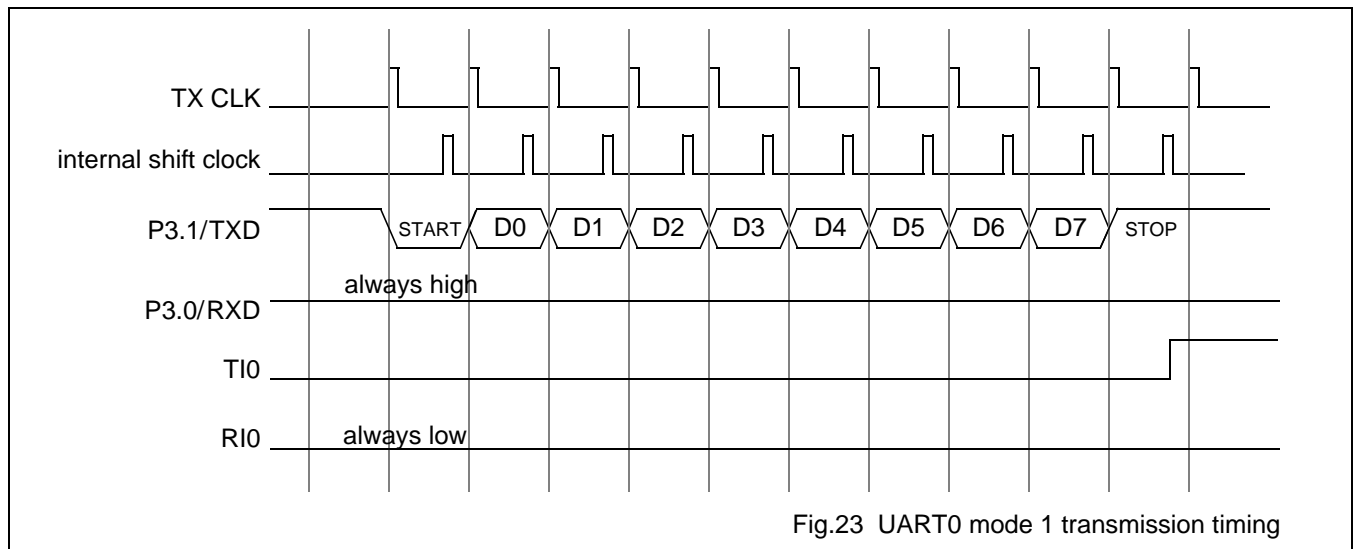 TX CLK
internal shift clock
P3.1/TXD START D0 D1 D2 D3 D4 D5 D6 D7 STOP
always high
P3.0/RXD
TI0
RI0 always low
Fig.23 UART0 mode 1 transmission timing